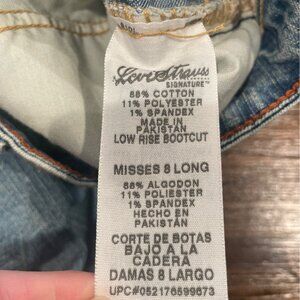 Levi Strauss
SIGNATURE™
88% COTTON
11% POLYESTER
1% SPANDEX
MADE IN
PAKISTAN
LOW RISE BOOTCUT
MISSES 8 LONG
88% ALGODON
11% POLIESTER
1% SPANDEX
HECHO EN
PAKISTÁN
CORTE DE BOTAS
BAJO A LA
CADERA
DAMAS 8 LARGO
UPC#052176599673